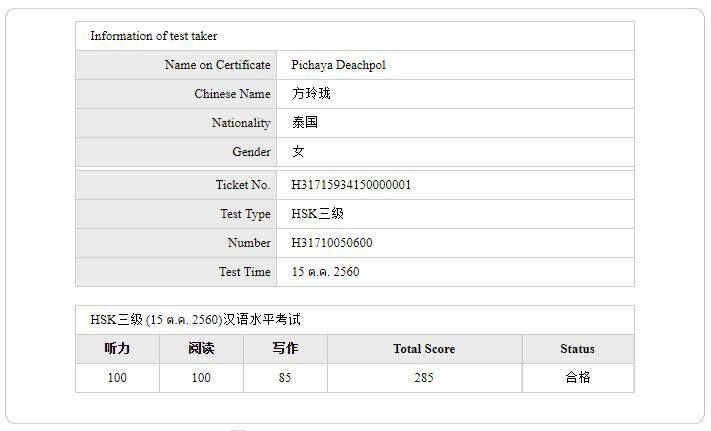 Information of test taker
Name on Certificate Pichaya Deachpol
Chinese Name 方玲珑
Nationality 泰国
Gender 女
Ticket No. H31715934150000001
Test Type HSK三级
Number H31710050600
Test Time 15 ต.ค. 2560
HSK三级 (15 ต.ค. 2560)汉语水平考试
听力 阅读 写作 Total Score Status
100 100 85 285 合格